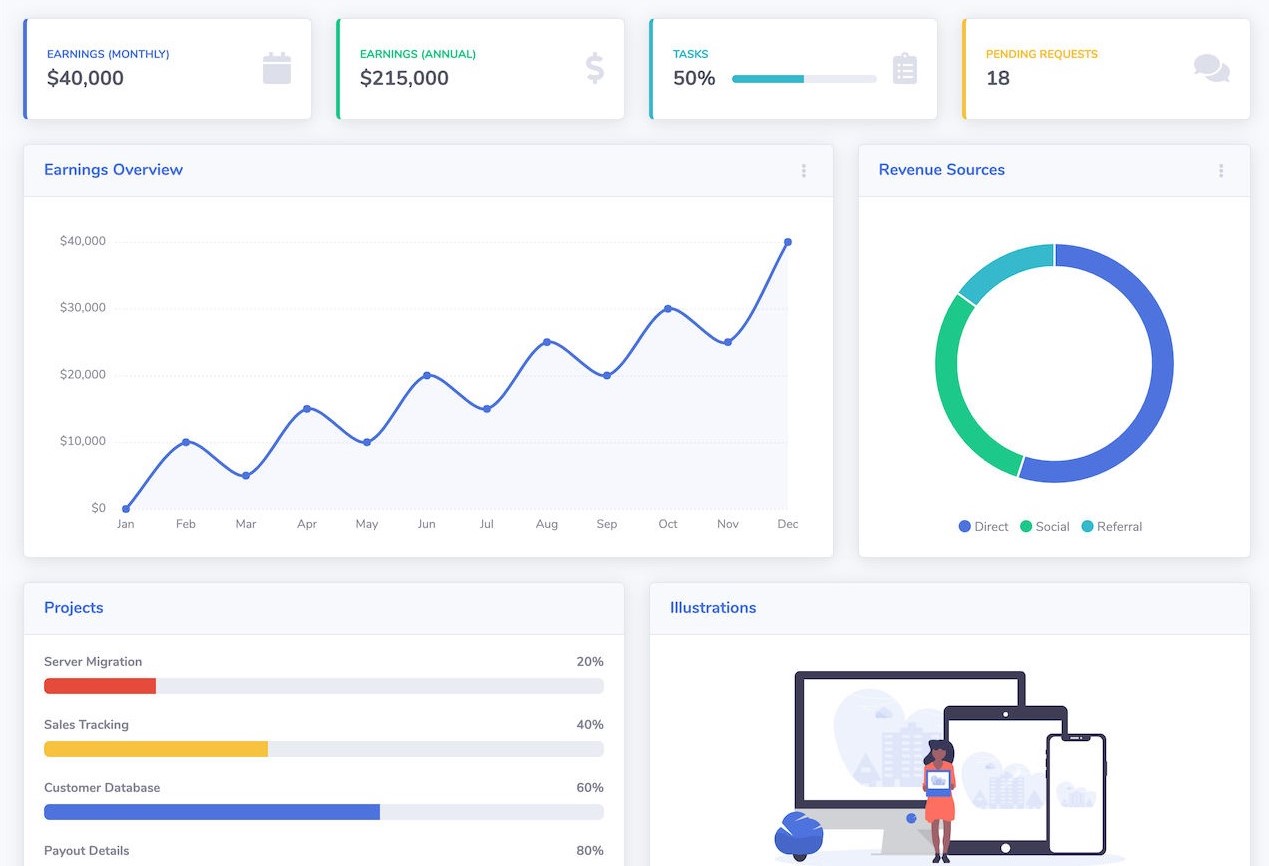 EARNINGS (MONTHLY)
$40,000
EARNINGS (ANNUAL)
$215,000
TASKS
50%
PENDING REQUESTS
18
Earnings Overview
$40,000
$30,000
$20,000
$10,000
$0
Jan Feb Mar Apr May Jun Jul Aug Sep Oct Nov Dec
Revenue Sources
Direct Social Referral
Projects
Server Migration 20%
Sales Tracking 40%
Customer Database 60%
Payout Details 80%
Illustrations